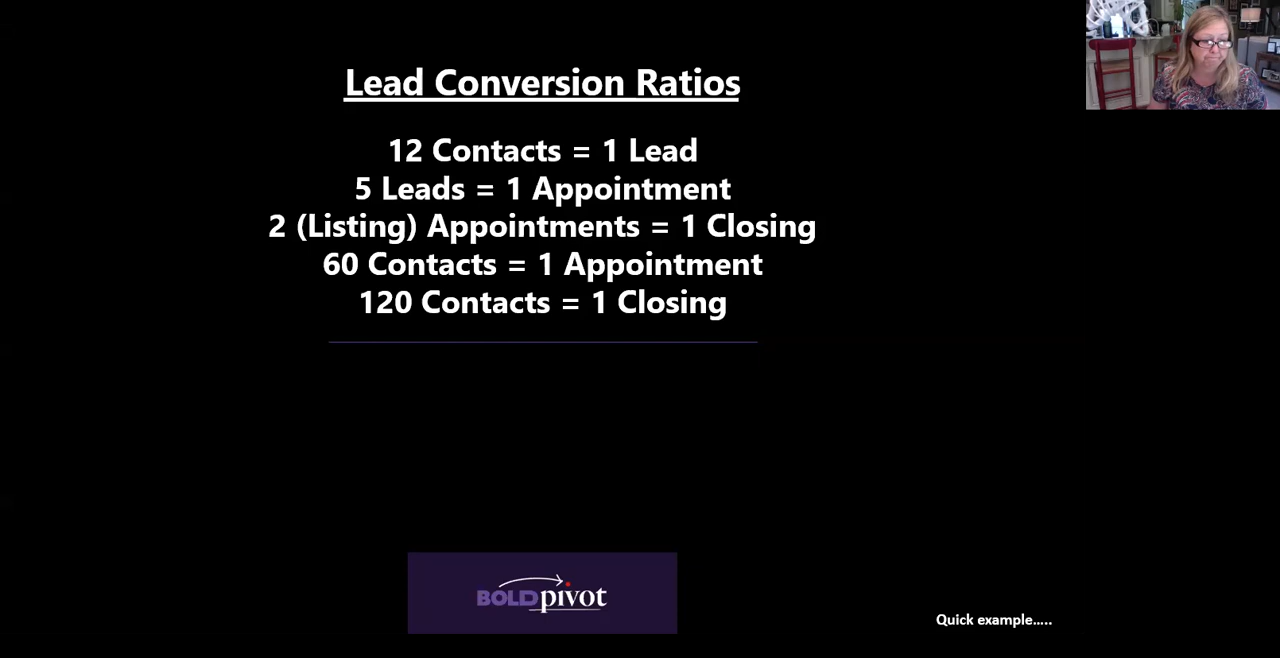 Lead Conversion Ratios
12 Contacts = 1 Lead
5 Leads = 1 Appointment
2 (Listing) Appointments = 1 Closing
60 Contacts = 1 Appointment
120 Contacts = 1 Closing
BOLDpivot
Quick example.....